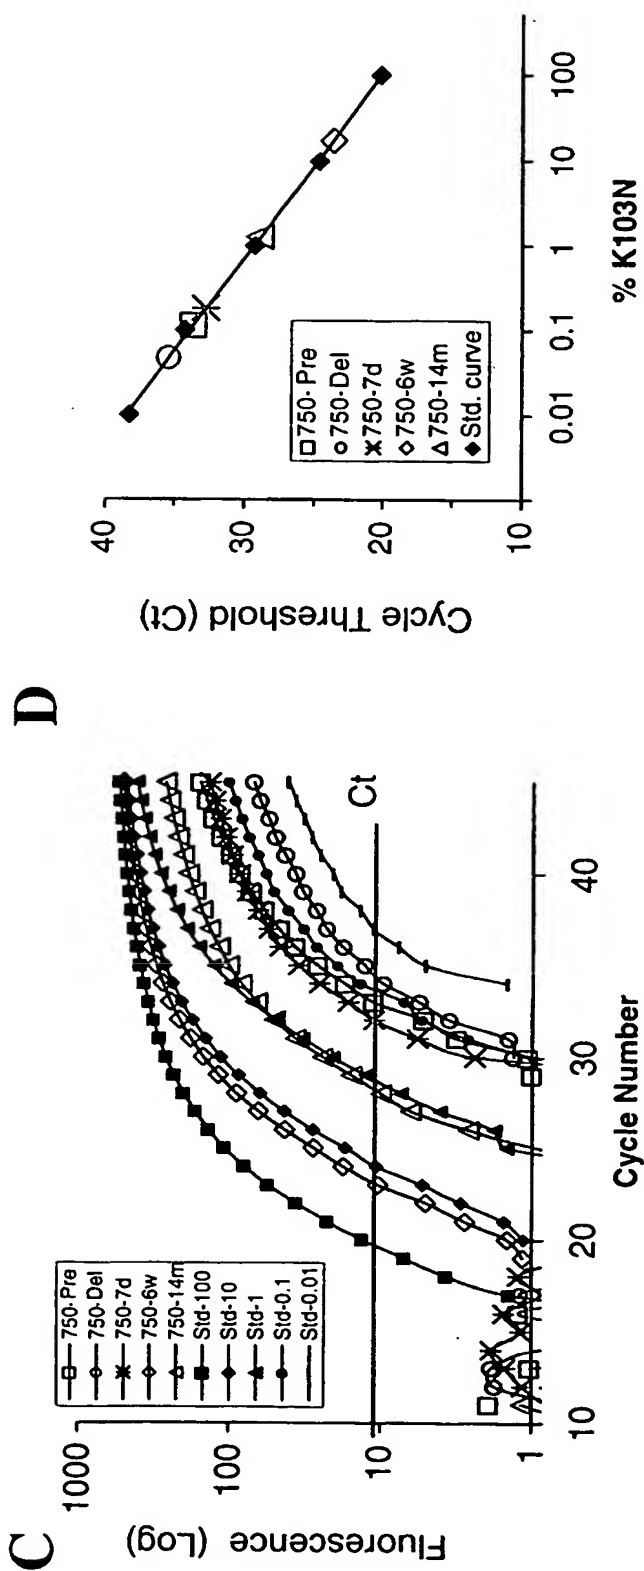 C
Fluorescence (Log)
1000
100
10
1
750-Pre
750-Del
750-7d
750-6w
750-14m
Std-100
Std-10
Std-1
Std-0.1
Std-0.01
Ct
10
20
30
40
Cycle Number
D
Cycle Threshold (Ct)
40
30
20
10
750-Pre
750-Del
750-7d
750-6w
750-14m
Std. curve
0.01
0.1
1
10
100
% K103N